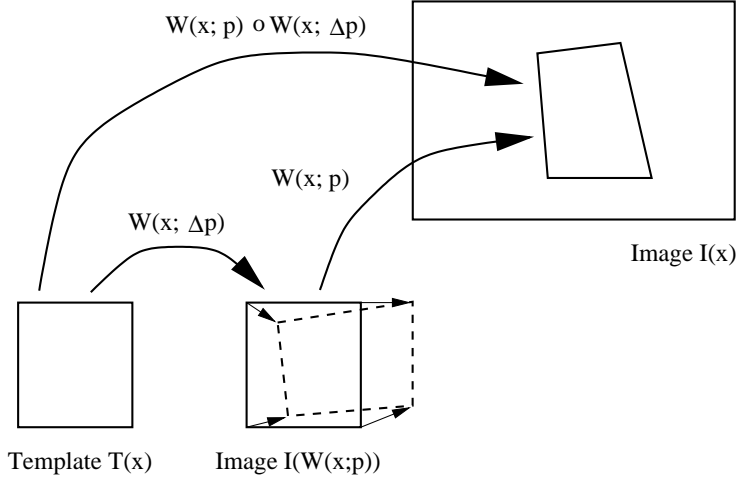 W(x; p) o W(x; Δp)
W(x; p)
W(x; Δp)
Image I(x)
Template T(x)
Image I(W(x;p))